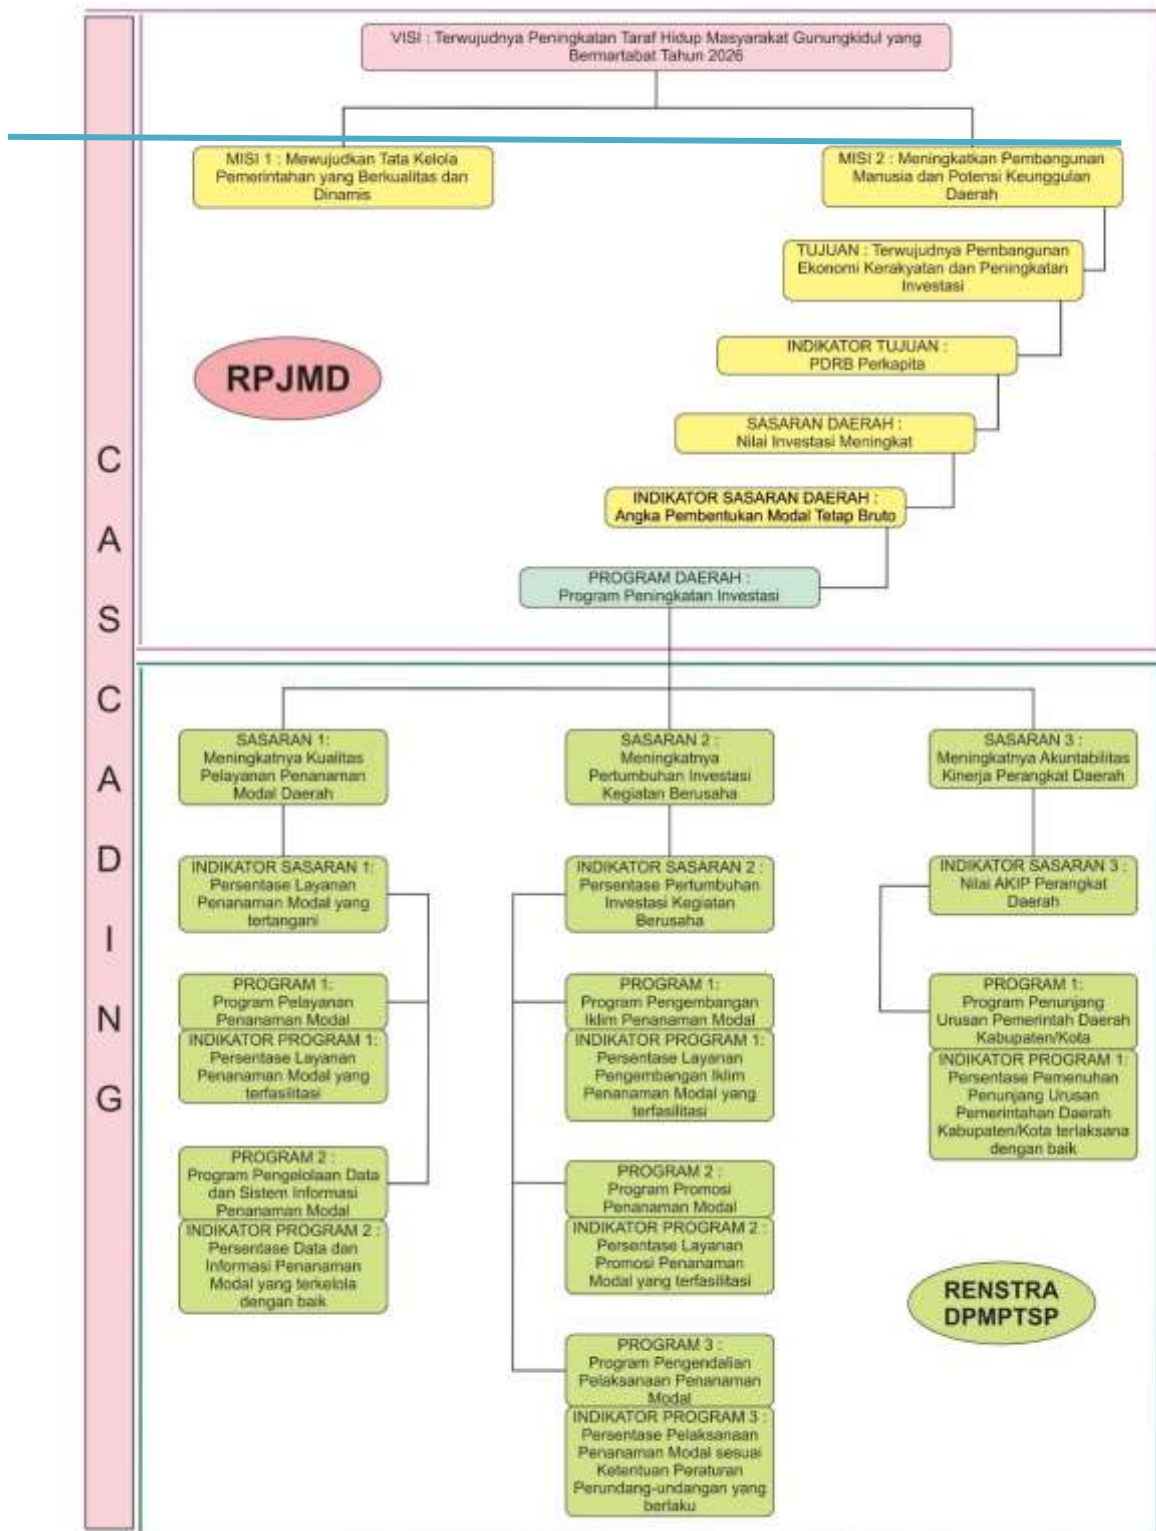 VISI : Terwujudnya Peningkatan Taraf Hidup Masyarakat Gunungkidul yang
Bermartabat Tahun 2026
MISI 1 : Mewujudkan Tata Kelola
Pemerintahan yang Berkualitas dan
Dinamis
MISI 2 : Meningkatkan Pembangunan
Manusia dan Potensi Keunggulan
Daerah
TUJUAN : Terwujudnya Pembangunan
Ekonomi Kerakyatan dan Peningkatan
Investasi
INDIKATOR TUJUAN :
PDRB Perkapita
RPJMD
SASARAN DAERAH :
Nilai Investasi Meningkat
INDIKATOR SASARAN DAERAH :
Angka Pembentukan Modal Tetap Bruto
PROGRAM DAERAH :
Program Peningkatan Investasi
C
A
S
C
A
D
I
N
G
SASARAN 1:
Meningkatnya Kualitas
Pelayanan Penanaman
Modal Daerah
INDIKATOR SASARAN 1:
Persentase Layanan
Penanaman Modal yang
tertangani
PROGRAM 1:
Program Pelayanan
Penanaman Modal
INDIKATOR PROGRAM 1:
Persentase Layanan
Penanaman Modal yang
terfasilitasi
PROGRAM 2 :
Program Pengelolaan Data
dan Sistem Informasi
Penanaman Modal
INDIKATOR PROGRAM 2 :
Persentase Data dan
Informasi Penanaman
Modal yang terkelola
dengan baik
SASARAN 2 :
Meningkatnya
Pertumbuhan Investasi
Kegiatan Berusaha
INDIKATOR SASARAN 2 :
Persentase Pertumbuhan
Investasi Kegiatan
Berusaha
PROGRAM 1:
Program Pengembangan
Iklim Penanaman Modal
INDIKATOR PROGRAM 1:
Persentase Layanan
Pengembangan Iklim
Penanaman Modal yang
terfasilitasi
PROGRAM 2 :
Program Promosi
Penanaman Modal
INDIKATOR PROGRAM 2 :
Persentase Layanan
Promosi Penanaman
Modal yang terfasilitasi
PROGRAM 3 :
Program Pengendalian
Pelaksanaan Penanaman
Modal
INDIKATOR PROGRAM 3 :
Persentase Pelaksanaan
Penanaman Modal sesuai
Ketentuan Peraturan
Perundang-undangan yang
berlaku
SASARAN 3 :
Meningkatnya Akuntabilitas
Kinerja Perangkat Daerah
INDIKATOR SASARAN 3 :
Nilai AKIP Perangkat
Daerah
PROGRAM 1:
Program Penunjang
Urusan Pemerintah Daerah
Kabupaten/Kota
INDIKATOR PROGRAM 1:
Persentase Pemenuhan
Penunjang Urusan
Pemerintahan Daerah
Kabupaten/Kota terlaksana
dengan baik
RENSTRA
DPMPTSP